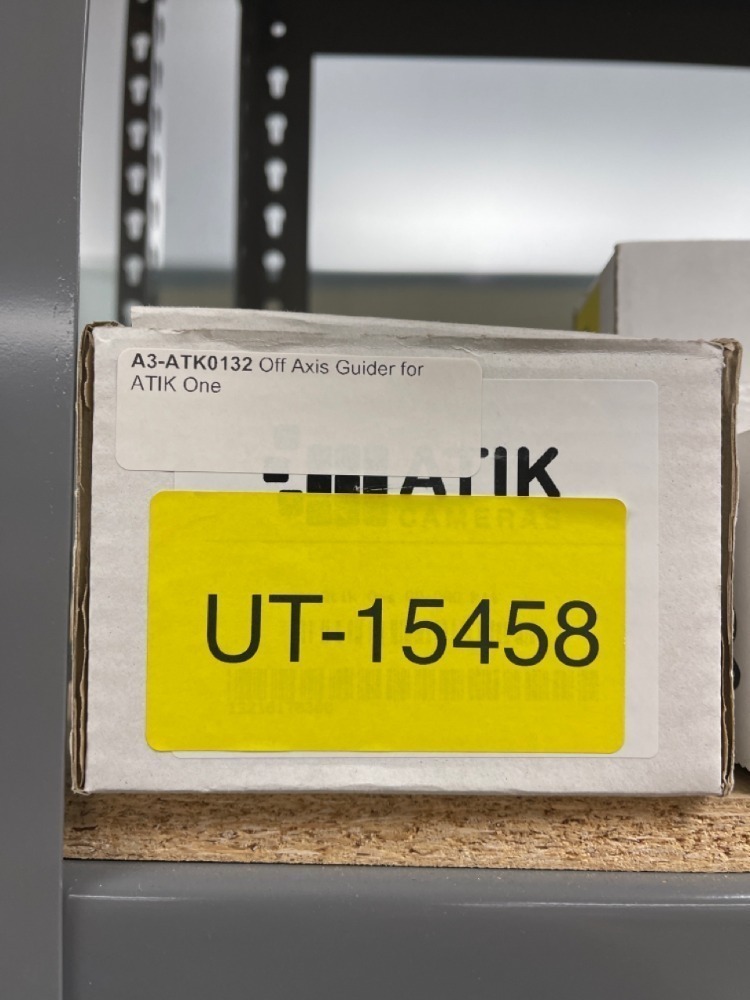 A3-ATK0132 Off Axis Guider for
ATIK One
ATIK
CAMERAS
UT-15458